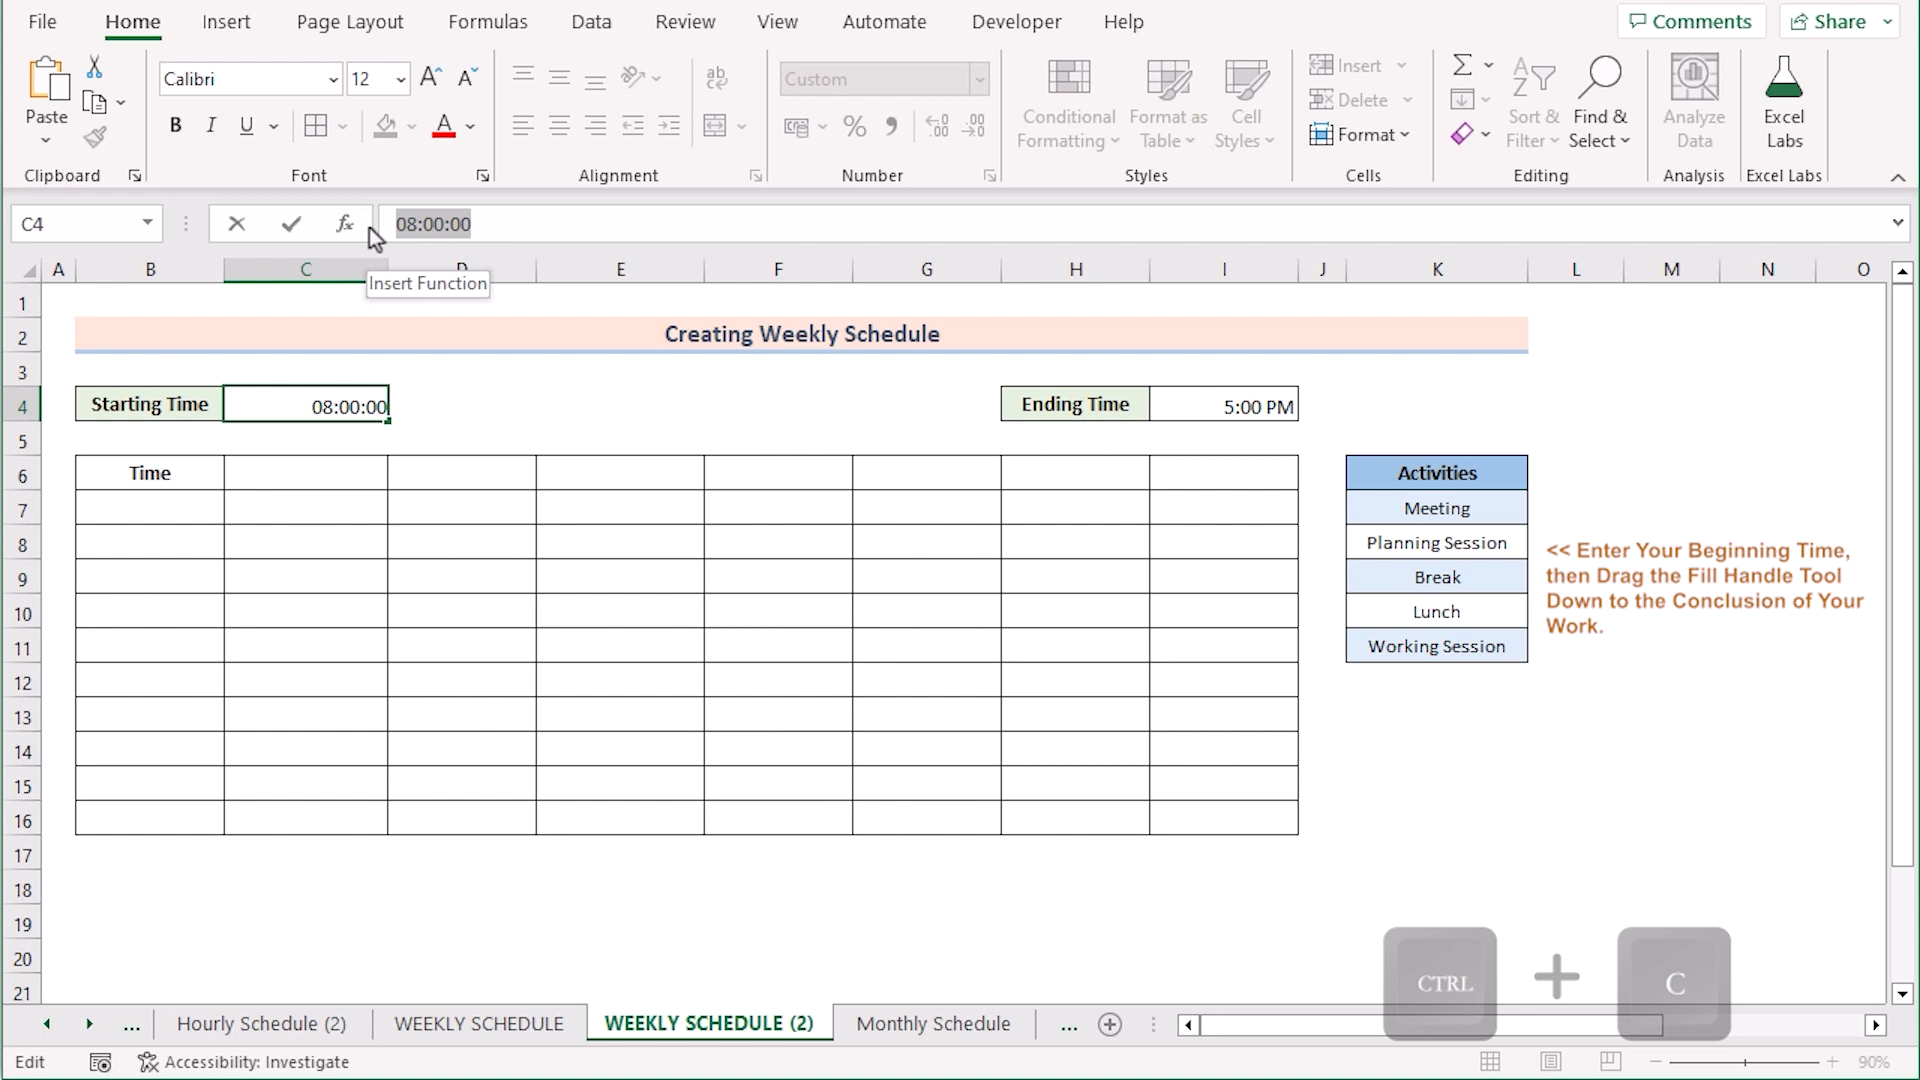 File Home Insert Page Layout Formulas Data Review View Automate Developer Help Comments Share
Calibri 12 Custom
Paste
Conditional Formatting
Format as Table
Cell Styles
Insert
Delete
Format
Sort & Filter
Find & Select
Analyze Data
Excel Labs
Clipboard Font Alignment Number Styles Cells Editing Analysis Excel Labs
C4 fx 08:00:00
Insert Function
A B C D E F G H I J K L M N O
1
2 Creating Weekly Schedule
3
4 Starting Time 08:00:00 Ending Time 5:00 PM
5
6 Time Activities
7 Meeting
8 Planning Session
9 Break
10 Lunch
11 Working Session
<< Enter Your Beginning Time,
then Drag the Fill Handle Tool
Down to the Conclusion of Your
Work.
12
13
14
15
16
17
18
19
20
21
CTRL + C
... Hourly Schedule (2) WEEKLY SCHEDULE WEEKLY SCHEDULE (2) Monthly Schedule ...
Edit Accessibility: Investigate 90%